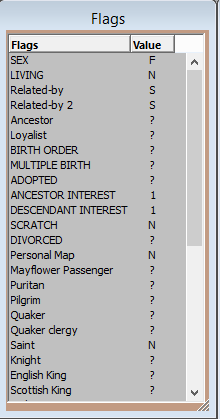 Flags
Flags Value
SEX F
LIVING N
Related-by S
Related-by 2 S
Ancestor ?
Loyalist ?
BIRTH ORDER ?
MULTIPLE BIRTH ?
ADOPTED ?
ANCESTOR INTEREST 1
DESCENDANT INTEREST 1
SCRATCH N
DIVORCED ?
Personal Map N
Mayflower Passenger ?
Puritan ?
Pilgrim ?
Quaker ?
Quaker clergy ?
Saint N
Knight ?
English King ?
Scottish King ?